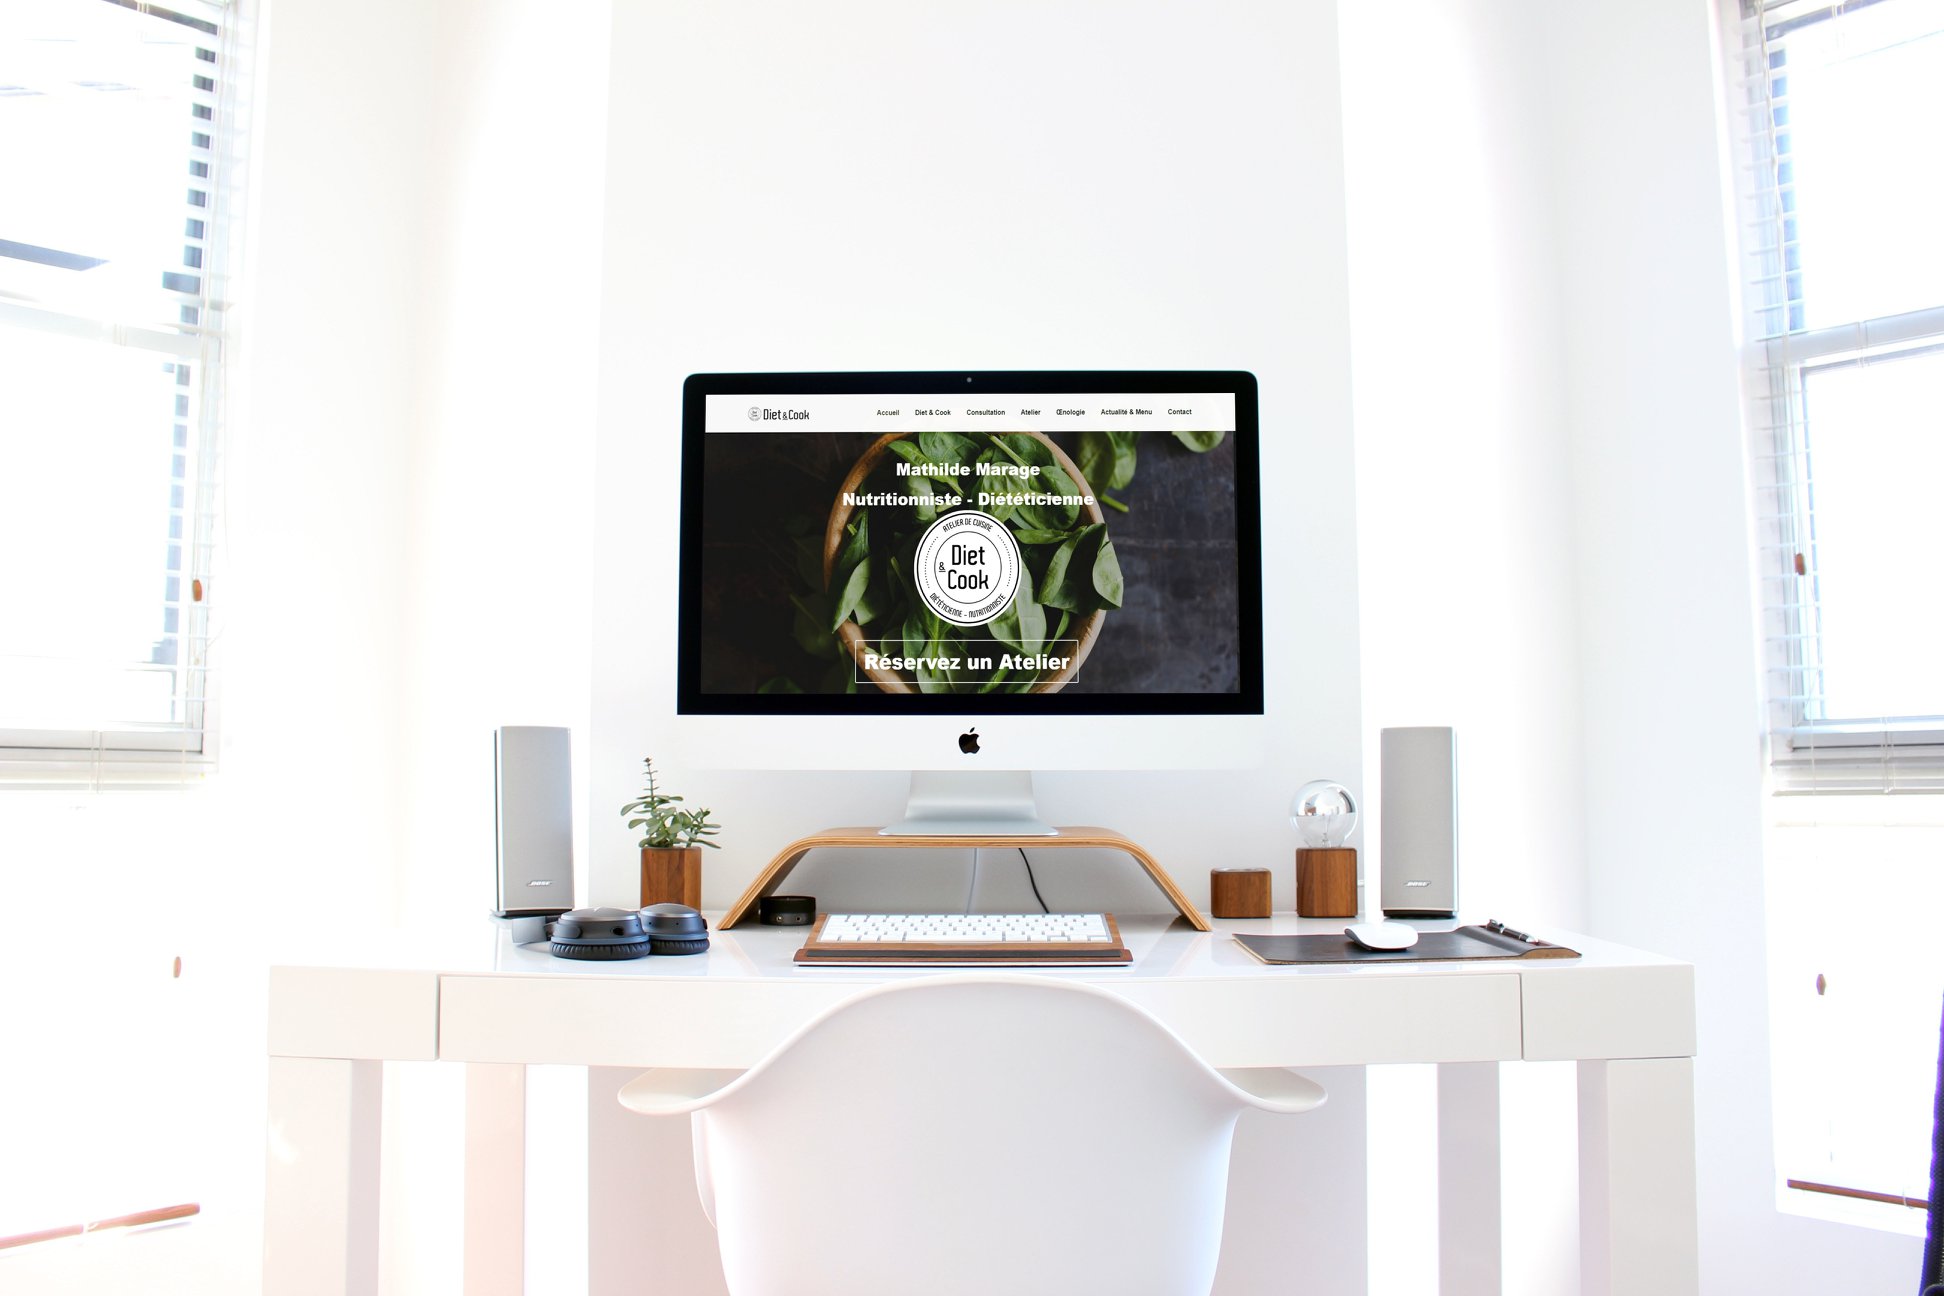 Diet & Cook
Accueil Diet & Cook Consultation Atelier Œnologie Actualité & Menu Contact
Mathilde Marage
Nutritionniste - Diététicienne
ATELIER DE CUISINE
Diet
& Cook
DIÉTÉTICIENNE - NUTRITIONNISTE
Réservez un Atelier
BOSE
BOSE